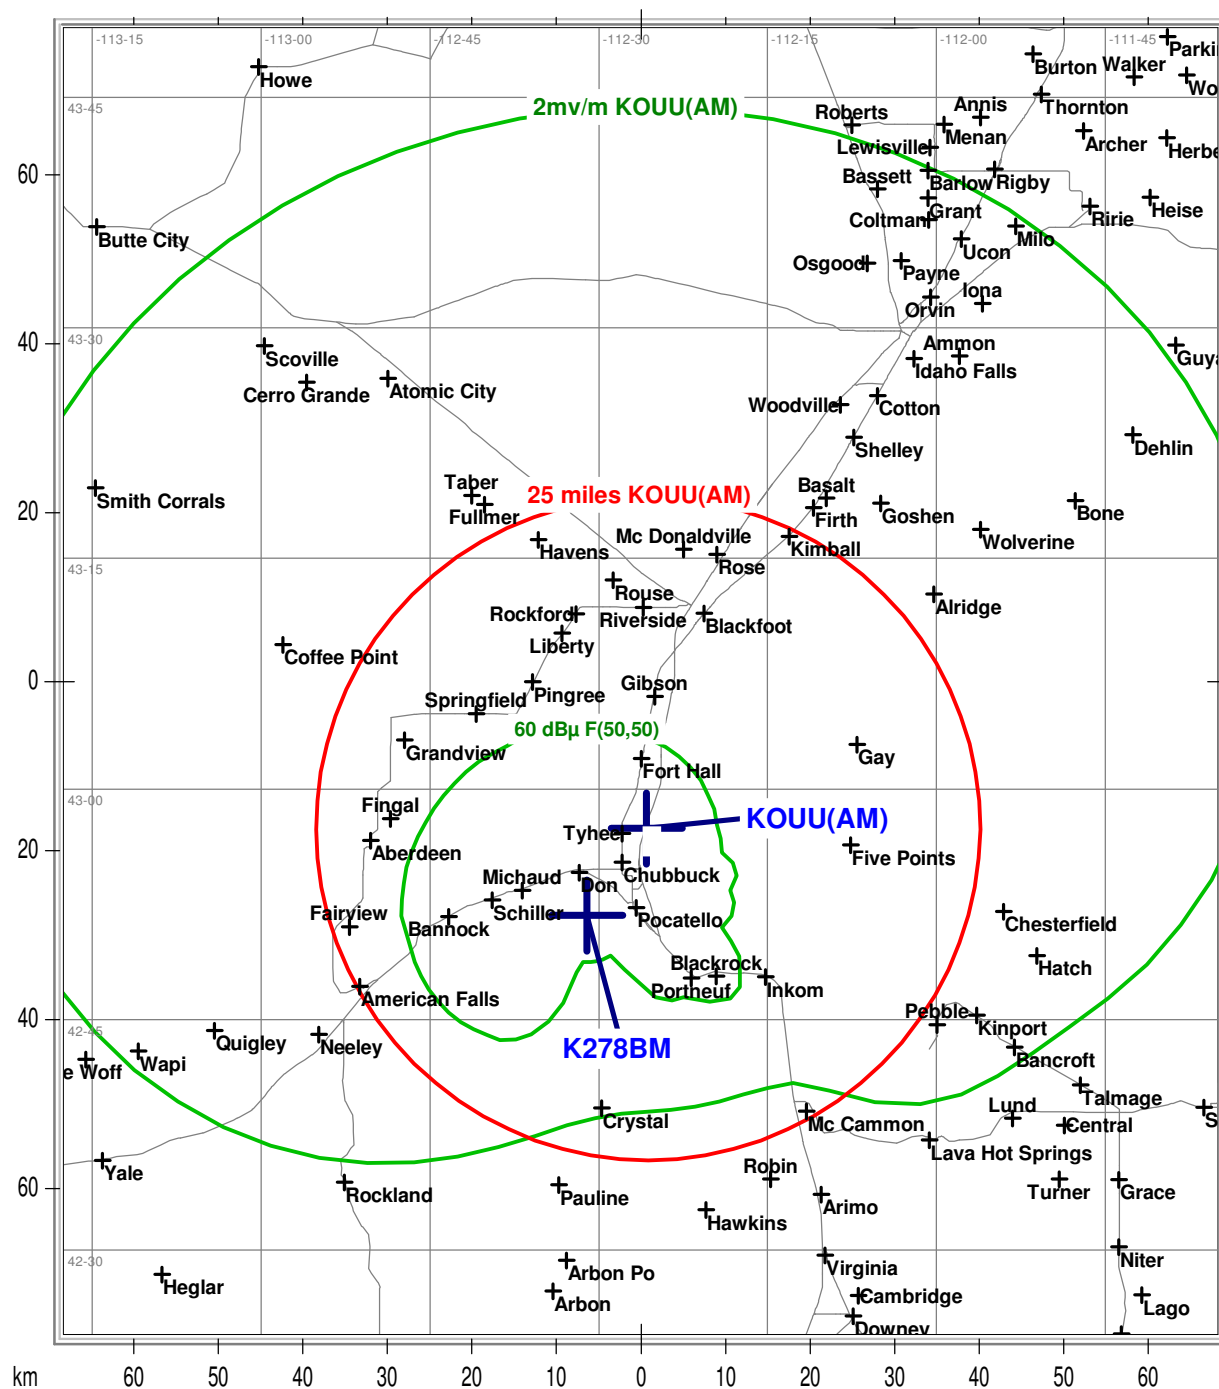 -113-15 -113-00 -112-45 -112-30 -112-15 -112-00 -111-45
Burton Walker
Howe
43-45
2mv/m KOUU(AM)
Roberts Annis Thornton
Menan Archer
Lewisville
60
Bassett Barlow Rigby
Grant Heise
Coltman Ririe
Butte City Milo
Ucon
Osgood Payne
Iona
Orvin
43-30
40
Scoville Ammon
Idaho Falls
Cerro Grande Atomic City
Woodville Cotton
Shelley Dehlin
Taber
Smith Corrals 25 miles KOUU(AM) Basalt
20
Fullmer Firth Goshen Bone
Mc Donaldville Kimball Wolverine
Havens Rose
43-15
Rouse
Rockford Riverside Alridge
Liberty Blackfoot
Coffee Point
0
Springfield Pingree Gibson
60 dBµ F(50,50)
Grandview Gay
Fort Hall
43-00
Fingal KOUU(AM)
Tyhee
20
Aberdeen Five Points
Michaud Don Chubbuck
Fairview Schiller
Bannock Pocatello Chesterfield
Blackrock Hatch
Portneuf Inkom
American Falls
Pebble
40
42-45
Quigley Neeley Kinport
K278BM
e Woff Wapi Bancroft
Talmage
Crystal Mc Cammon Lund Central S
Lava Hot Springs
Yale Robin
60
Rockland Pauline Turner Grace
Arimo
Hawkins
42-30
Niter
Heglar Arbon Po Virginia
Arbon Cambridge Lago
Downey
km 60 50 40 30 20 10 0 10 20 30 40 50 60